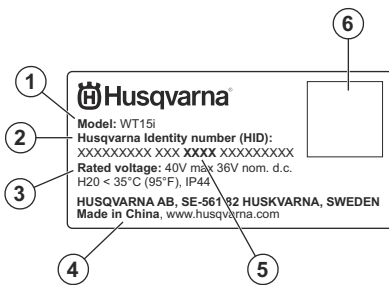 6
1
Husqvarna
Model: WT15i
2
Husqvarna Identity number (HID):
XXXXXXXXX XXX XXXX XXXXXXXXX
3
Rated voltage: 40V max 36V nom. d.c.
H20 < 35°C (95°F), IP44
HUSQVARNA AB, SE-561 82 HUSKVARNA, SWEDEN
Made in China, www.husqvarna.com
4
5